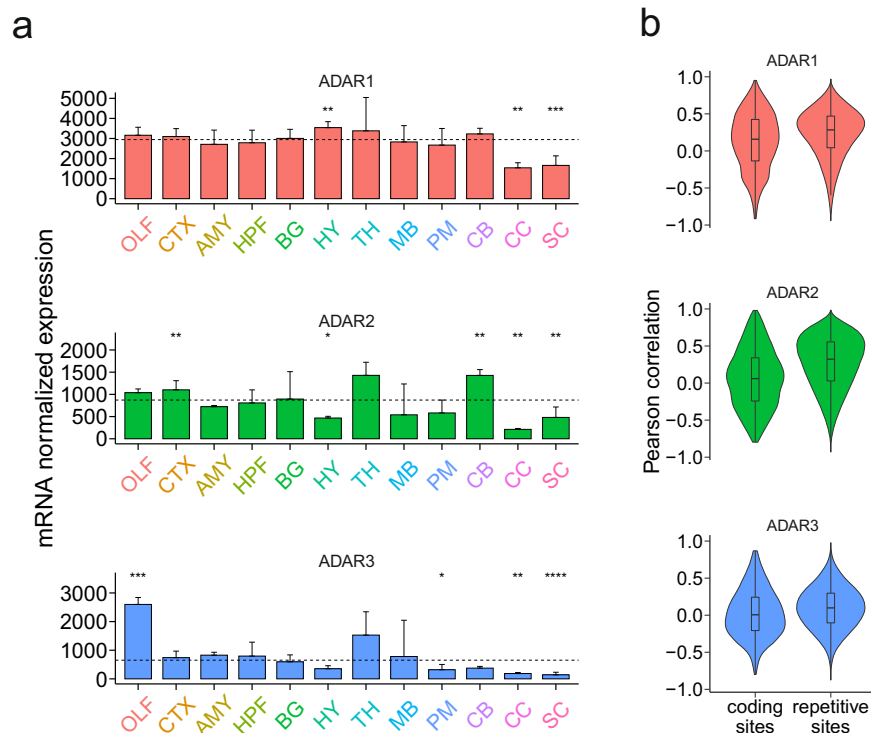 a
mRNA normalized expression
ADAR1
5000
4000
3000
2000
1000
0
** ** ***
OLF CTX AMY HPF BG HY TH MB PM CB CC SC
ADAR2
2000
1500
1000
500
0
** * ** ** **
OLF CTX AMY HPF BG HY TH MB PM CB CC SC
ADAR3
3000
2000
1000
0
*** * ** ****
OLF CTX AMY HPF BG HY TH MB PM CB CC SC
b
Pearson correlation
ADAR1
1.0
0.5
0.0
−0.5
−1.0
ADAR2
1.0
0.5
0.0
−0.5
−1.0
ADAR3
1.0
0.5
0.0
−0.5
−1.0
coding sites
repetitive sites